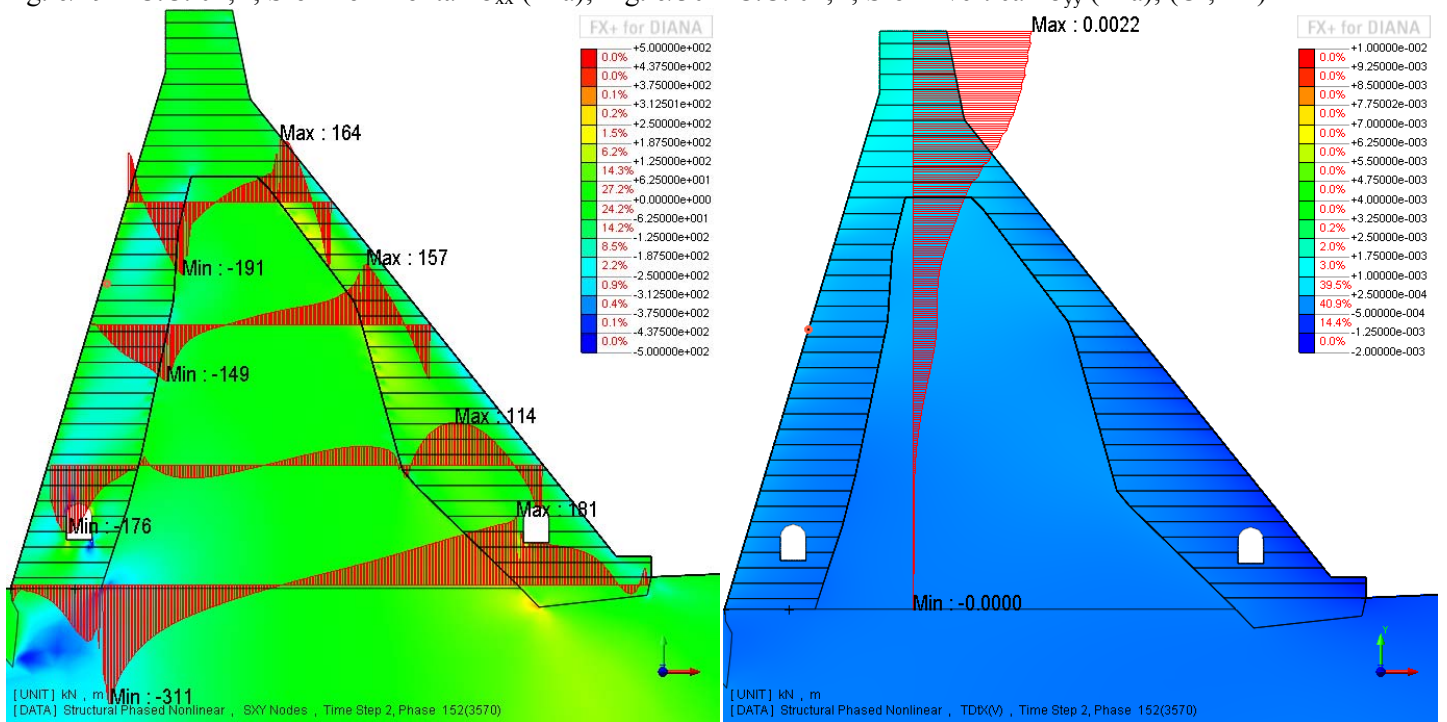 σxx (kPa), Vertical σyy (kPa),
FX+ for DIANA
+5.00000e+002
0.0%
+4.37500e+002
0.0%
+3.75000e+002
0.1%
+3.12501e+002
0.2%
+2.50000e+002
1.5%
+1.87500e+002
6.2%
+1.25000e+002
14.3%
+6.25000e+001
27.2%
+0.00000e+000
24.2%
-6.25000e+001
14.2%
-1.25000e+002
8.5%
-1.87500e+002
2.2%
-2.50000e+002
0.9%
-3.12500e+002
0.4%
-3.75000e+002
0.1%
-4.37500e+002
0.0%
-5.00000e+002
Max : 164
Min : -191
Max : 157
Min : -149
Max : 114
Min : -176
Max : 181
Min : -311
[UNIT] kN , m
[DATA] Structural Phased Nonlinear , SXY Nodes , Time Step 2, Phase 152(3570)
Max : 0.0022
FX+ for DIANA
+1.00000e-002
0.0%
+9.25000e-003
0.0%
+8.50000e-003
0.0%
+7.75002e-003
0.0%
+7.00000e-003
0.0%
+6.25000e-003
0.0%
+5.50000e-003
0.0%
+4.75000e-003
0.0%
+4.00000e-003
0.0%
+3.25000e-003
0.2%
+2.50000e-003
2.0%
+1.75000e-003
3.0%
+1.00000e-003
39.5%
+2.50000e-004
40.9%
-5.00000e-004
14.4%
-1.25000e-003
0.0%
-2.00000e-003
Min : -0.0000
[UNIT] kN , m
[DATA] Structural Phased Nonlinear , TDtX(V) , Time Step 2, Phase 152(3570)